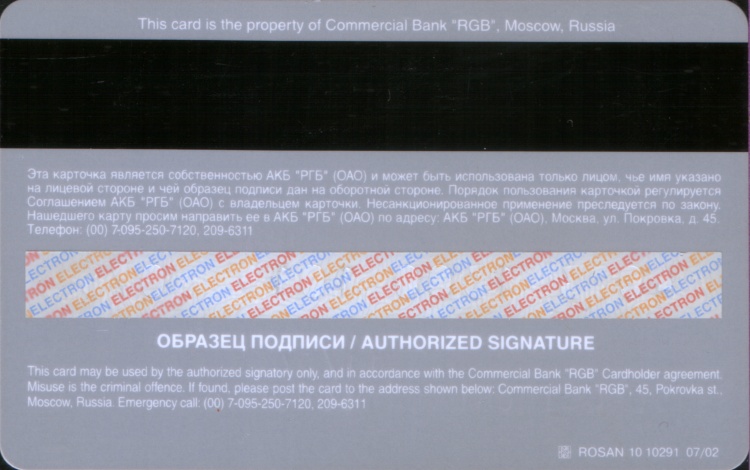 This card is the property of Commercial Bank "RGB", Moscow, Russia
Эта карточка является собственностью АКБ "РГБ" (ОАО) и может быть использована только лицом, чье имя указано
на лицевой стороне и чей образец подписи дан на оборотной стороне. Порядок пользования карточкой регулируется
Соглашением АКБ "РГБ" (ОАО) с владельцем карточки. Несанкционированное применение преследуется по закону.
Нашедшего карту просим направить ее в АКБ "РГБ" (ОАО) по адресу: АКБ "РГБ" (ОАО), Москва, ул. Покровка, д. 45.
Телефон: (00) 7-095-250-7120, 209-6311
ELECTRON ELECTRON ELECTRON ELECTRON ELECTRON ELECTRON
ОБРАЗЕЦ ПОДПИСИ / AUTHORIZED SIGNATURE
This card may be used by the authorized signatory only, and in accordance with the Commercial Bank "RGB" Cardholder agreement.
Misuse is the criminal offence. If found, please post the card to the address shown below: Commercial Bank "RGB", 45, Pokrovka st.,
Moscow, Russia. Emergency call: (00) 7-095-250-7120, 209-6311
ROSAN 10 10291 07/02